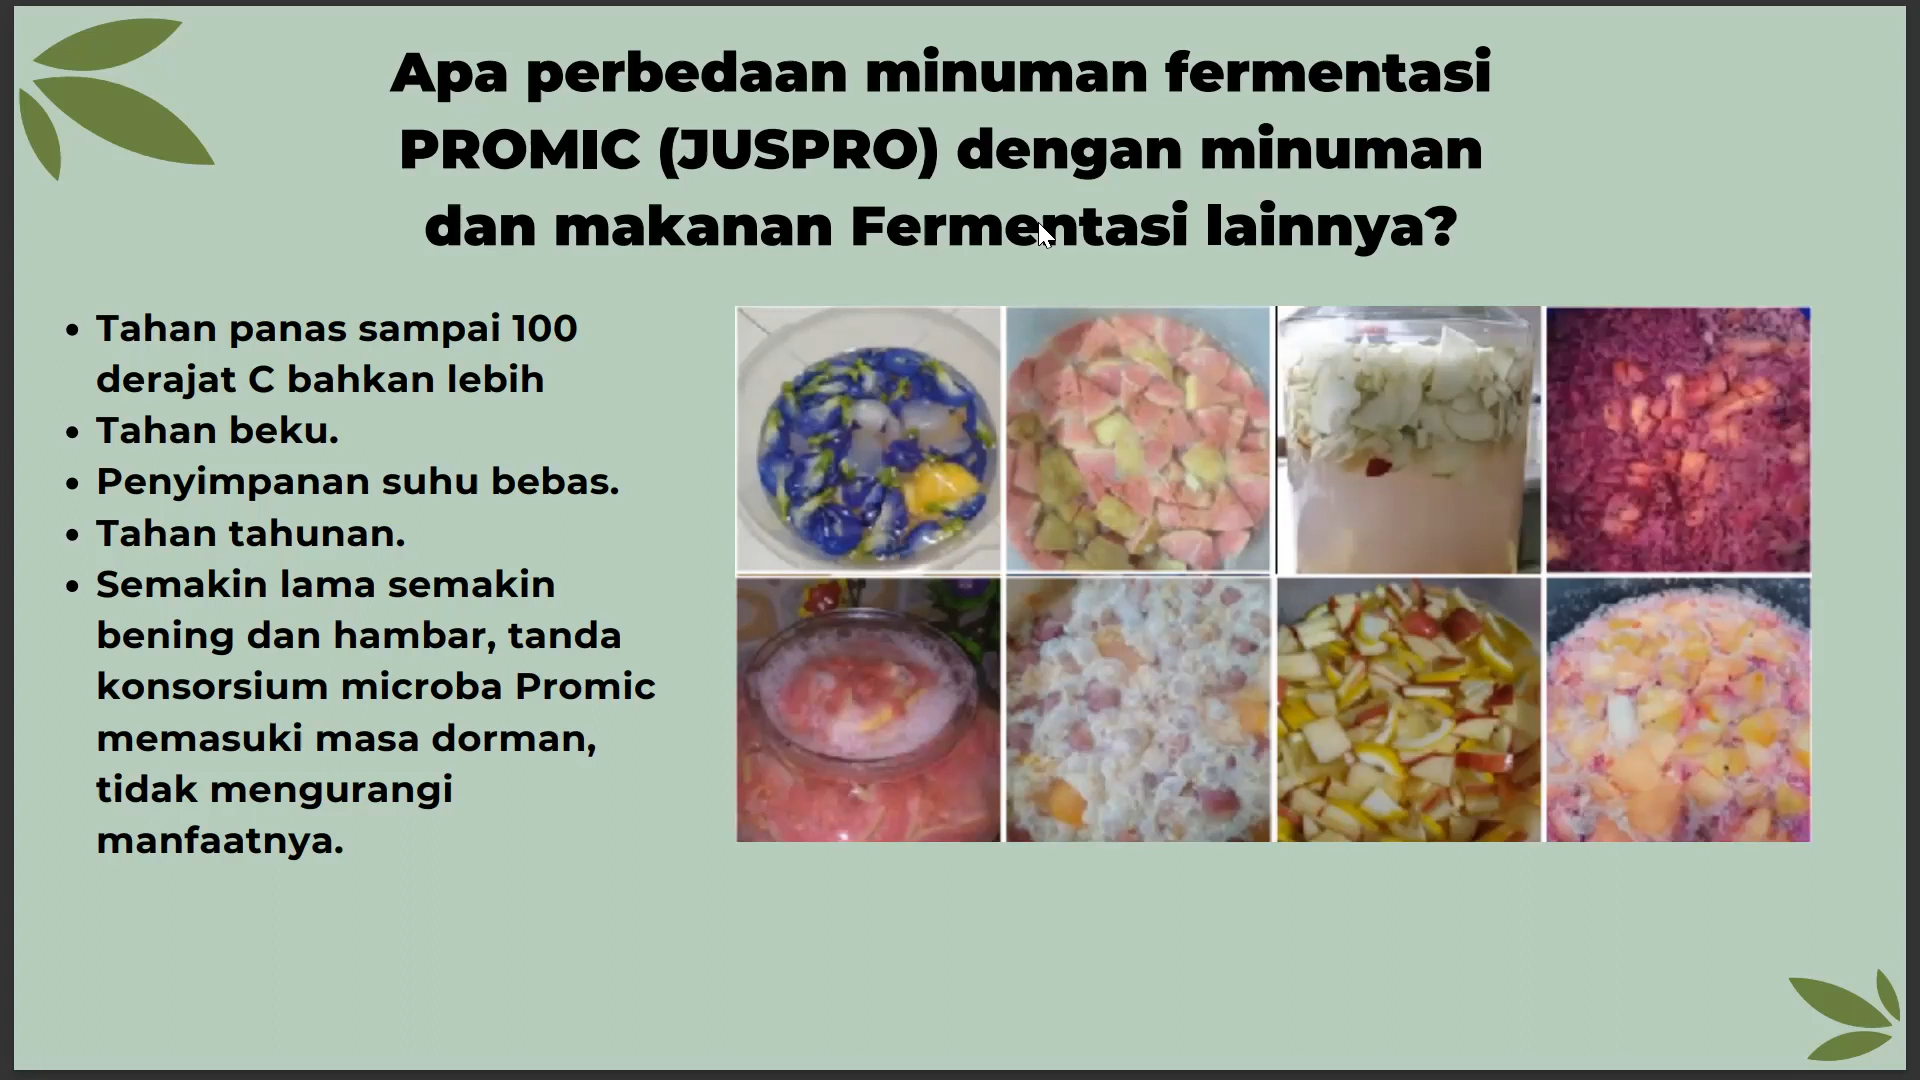 Apa perbedaan minuman fermentasi
PROMIC (JUSPRO) dengan minuman
dan makanan Fermentasi lainnya?
• Tahan panas sampai 100
derajat C bahkan lebih
• Tahan beku.
• Penyimpanan suhu bebas.
• Tahan tahunan.
• Semakin lama semakin
bening dan hambar, tanda
konsorsium microba Promic
memasuki masa dorman,
tidak mengurangi
manfaatnya.